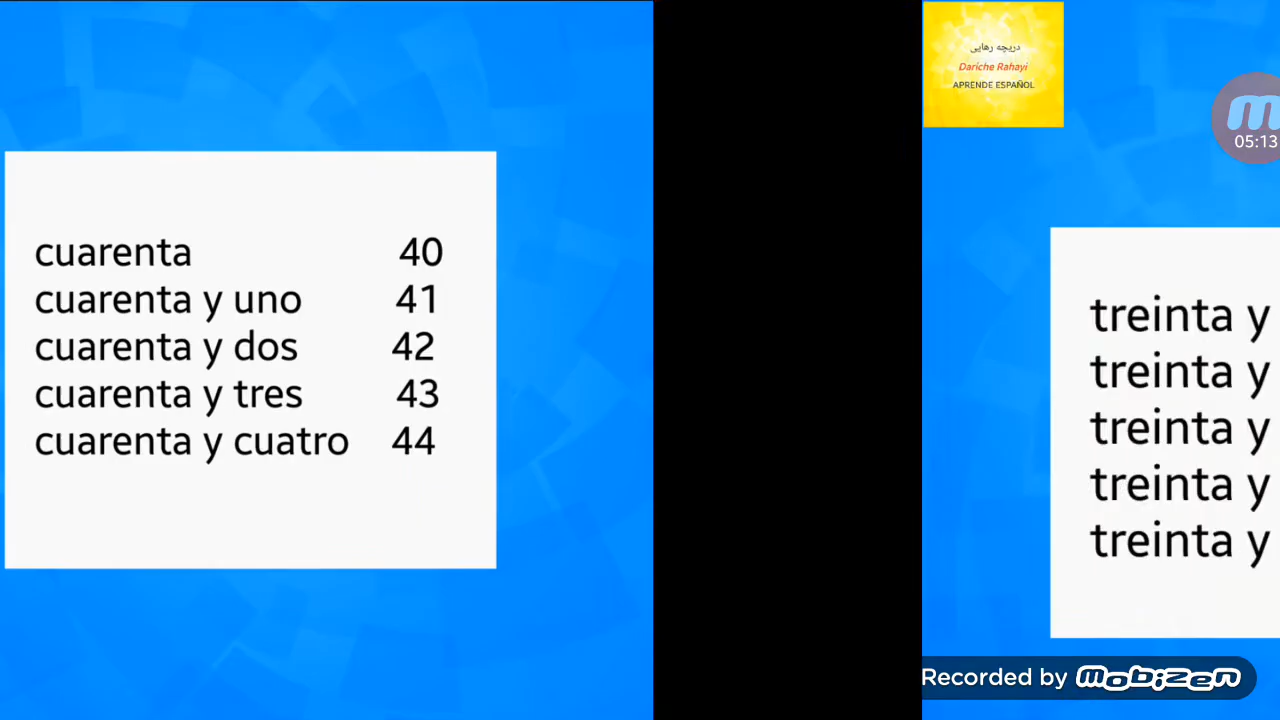 cuarenta 40
cuarenta y uno 41
cuarenta y dos 42
cuarenta y tres 43
cuarenta y cuatro 44
دریچه رهایی
Dariche Rahayi
APRENDE ESPAÑOL
05:13
treinta y
treinta y
treinta y
treinta y
treinta y
Recorded by mobizen